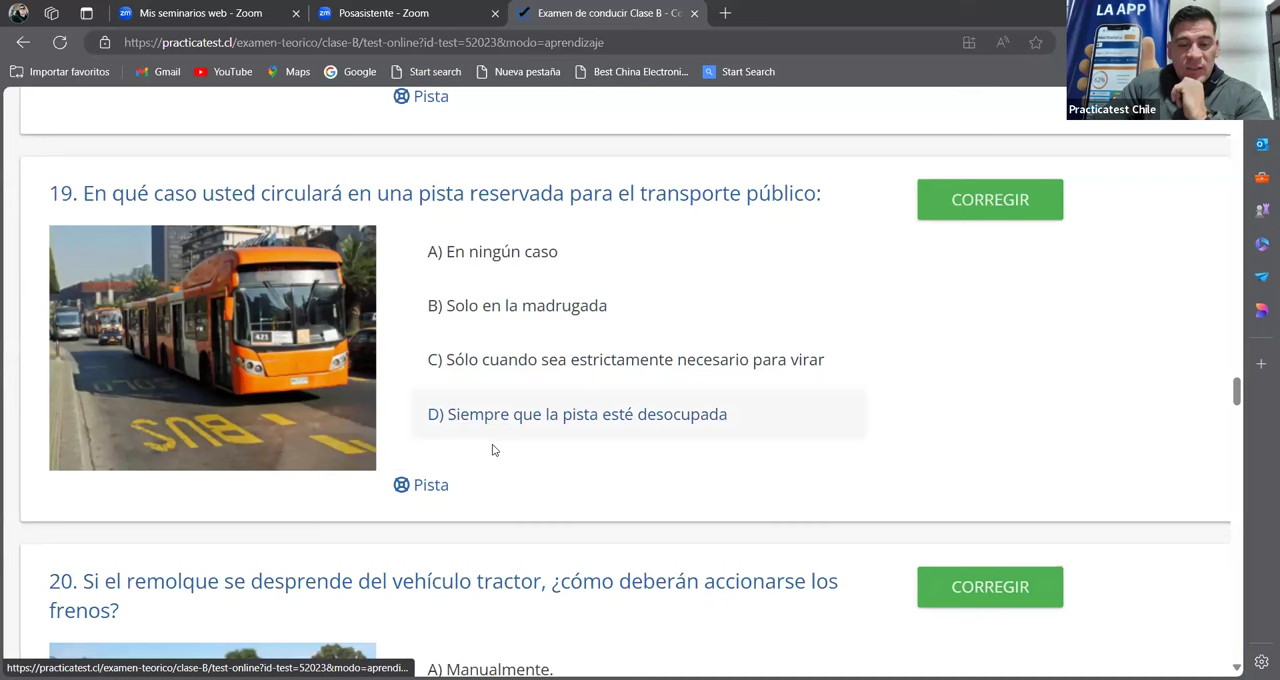 Mis seminarios web - Zoom
Posasistente - Zoom
Examen de conducir Clase B - Co
https://practicatest.cl/examen-teorico/clase-B/test-online?id-test=52023&modo=aprendizaje
Importar favoritos
Gmail
YouTube
Maps
Google
Start search
Nueva pestaña
Best China Electroni...
Start Search
LA APP
62%
Practicatest Chile
Pista
19. En qué caso usted circulará en una pista reservada para el transporte público:
CORREGIR
421
SOLO
BUS
A) En ningún caso
B) Solo en la madrugada
C) Sólo cuando sea estrictamente necesario para virar
D) Siempre que la pista esté desocupada
Pista
20. Si el remolque se desprende del vehículo tractor, ¿cómo deberán accionarse los
frenos?
CORREGIR
A) Manualmente.
https://practicatest.cl/examen-teorico/clase-B/test-online?id-test=52023&modo=aprendi...